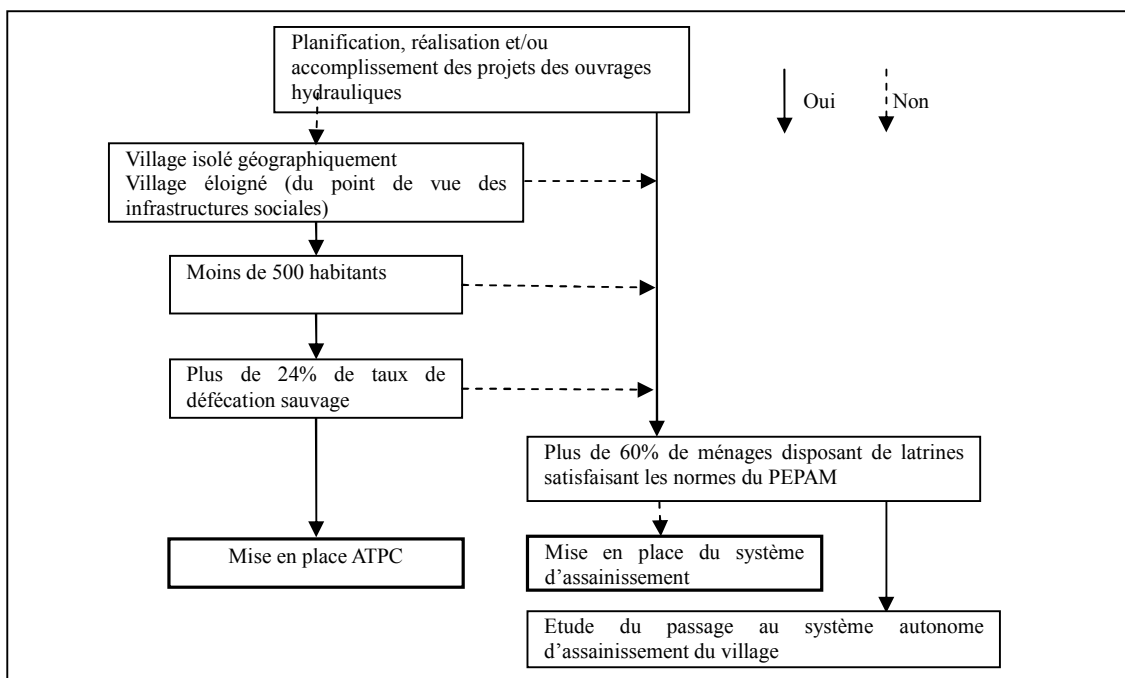 Planification, réalisation et/ou
accomplissement des projets des ouvrages
hydrauliques
Oui
Non
Village isolé géographiquement
Village éloigné (du point de vue des
infrastructures sociales)
Moins de 500 habitants
Plus de 24% de taux de
défécation sauvage
Plus de 60% de ménages disposant de latrines
satisfaisant les normes du PEPAM
Mise en place ATPC
Mise en place du système
d’assainissement
Etude du passage au système autonome
d’assainissement du village